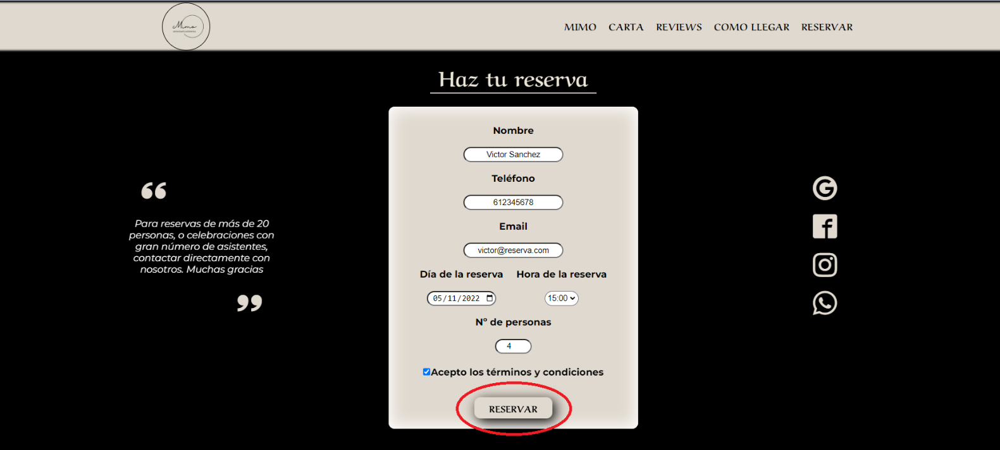 Mimo
MIMO CARTA REVIEWS COMO LLEGAR RESERVAR
Haz tu reserva
Nombre
Victor Sanchez
Teléfono
612345678
Email
victor@reserva.com
Día de la reserva Hora de la reserva
05/11/2022 15:00
Nº de personas
4
Acepto los términos y condiciones
RESERVAR
“
Para reservas de más de 20
personas, o celebraciones con
gran número de asistentes,
contactar directamente con
nosotros. Muchas gracias
”